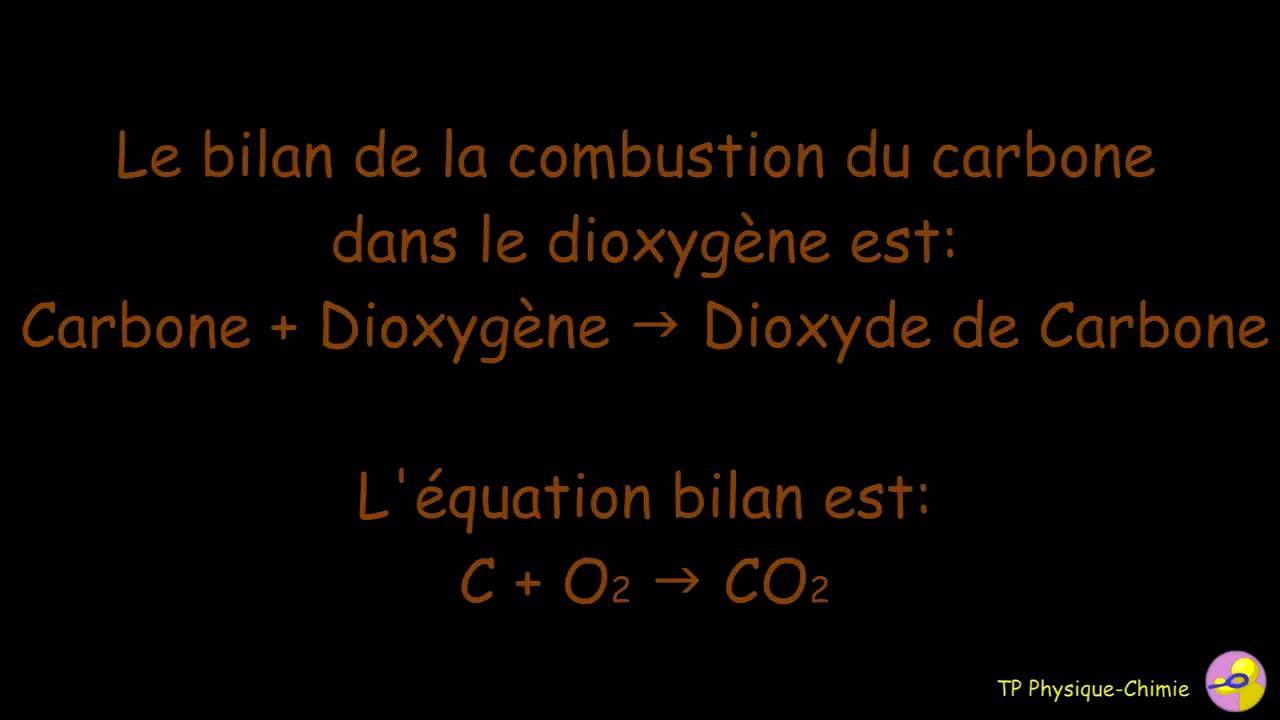 Le bilan de la combustion du carbone
dans le dioxygène est:
Carbone + Dioxygène → Dioxyde de Carbone
L'équation bilan est:
C + O₂ → CO₂
TP Physique-Chimie